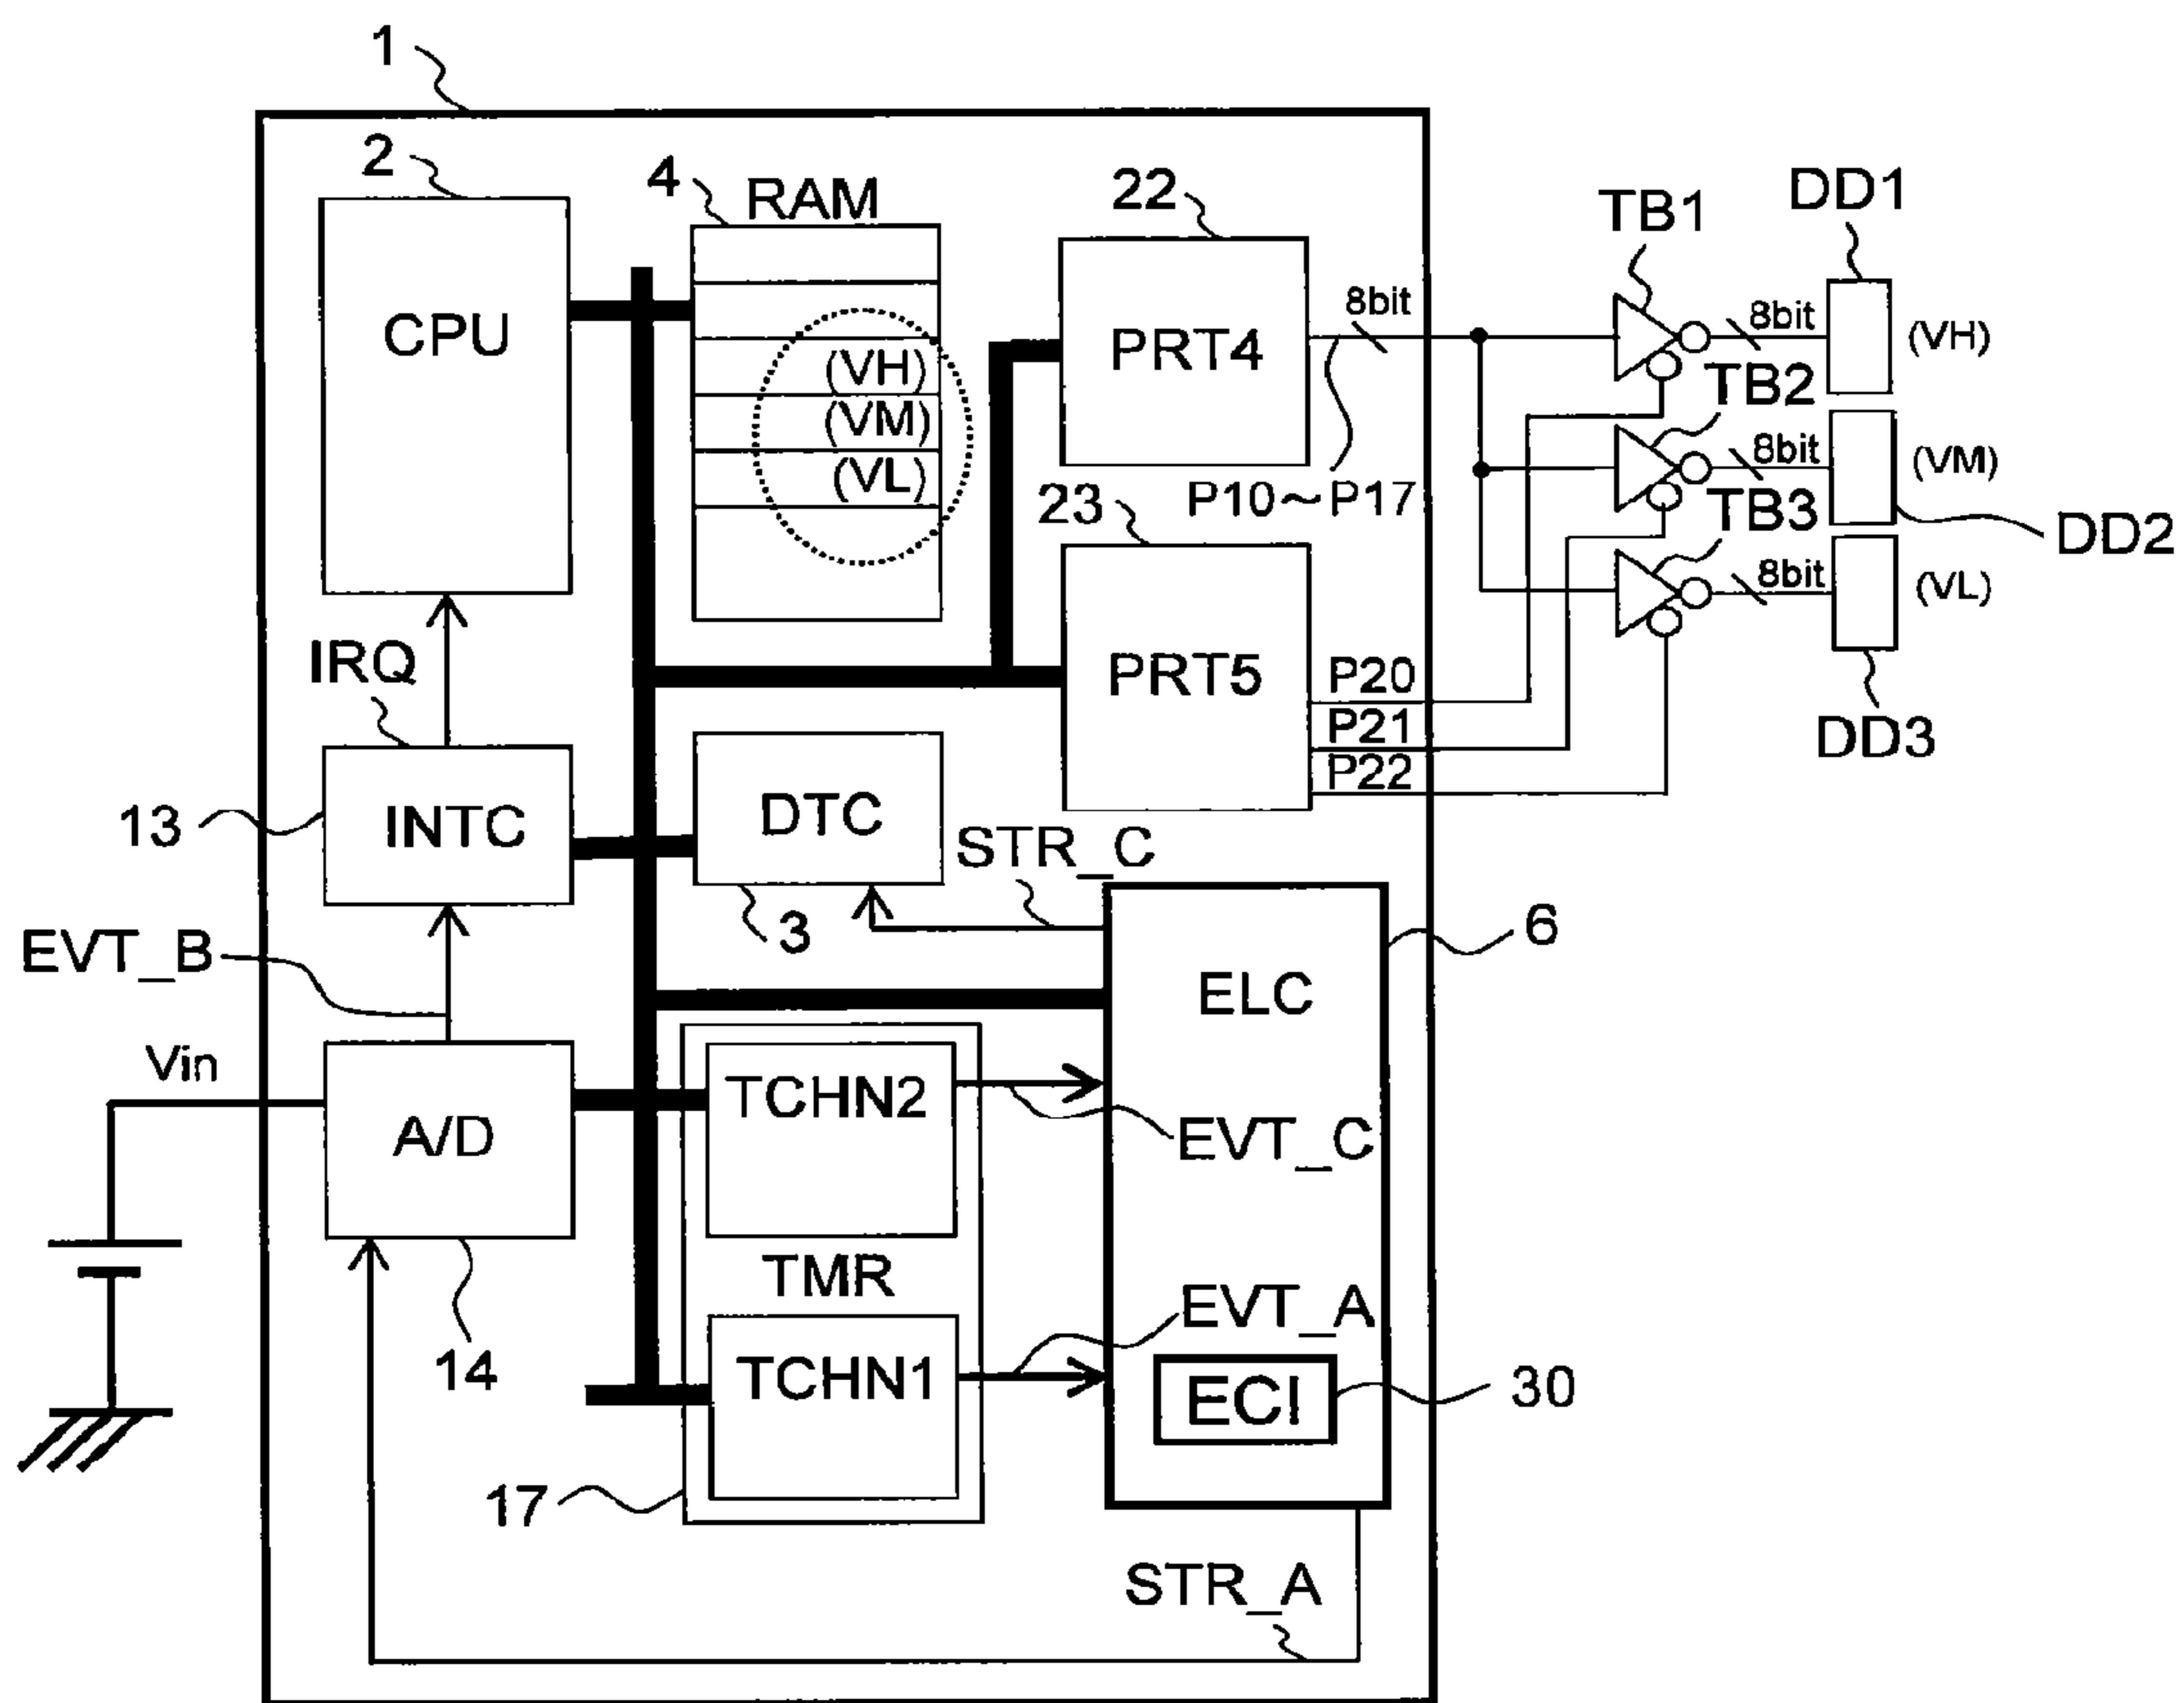 1
2
4
RAM
22
TB1
DD1
CPU
PRT4
8bit
8bit
(VH)
(VH)
TB2
(VM)
8bit
(VM)
(VL)
23
P10～P17
TB3
DD2
8bit
(VL)
IRQ
PRT5
P20
P21
P22
DD3
13
INTC
DTC
STR_C
3
6
EVT_B
ELC
Vin
A/D
TCHN2
EVT_C
TMR
EVT_A
14
TCHN1
ECI
30
17
STR_A